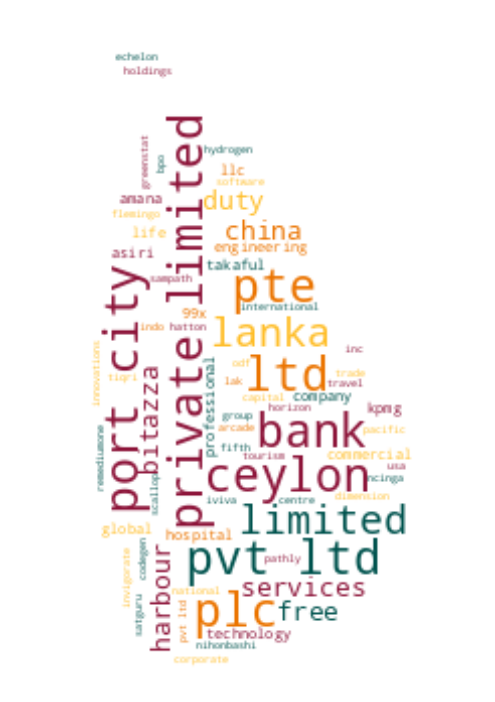 echelon
holdings
private limited
hydrogen
greenstat
bpo
llc
software
amana
duty
flemingo
life
china
engineering
asiri
takaful
port city
sampath
pte
international
99x
indo
hatton
lanka
innovations
inc
tiqri
odf
ltd
trade
lak
travel
bitazza
professional
capital
company
horizon
kpmg
group
bank
arcade
pacific
remediumone
fifth
tourism
commercial
usa
ceylon
scallop
ncinga
iviva
centre
dimension
limited
global
hospital
codegen
harbour
pvt ltd
pathly
invigorate
services
national
satguru
pvt ltd
plc
free
technology
nihonbashi
corporate